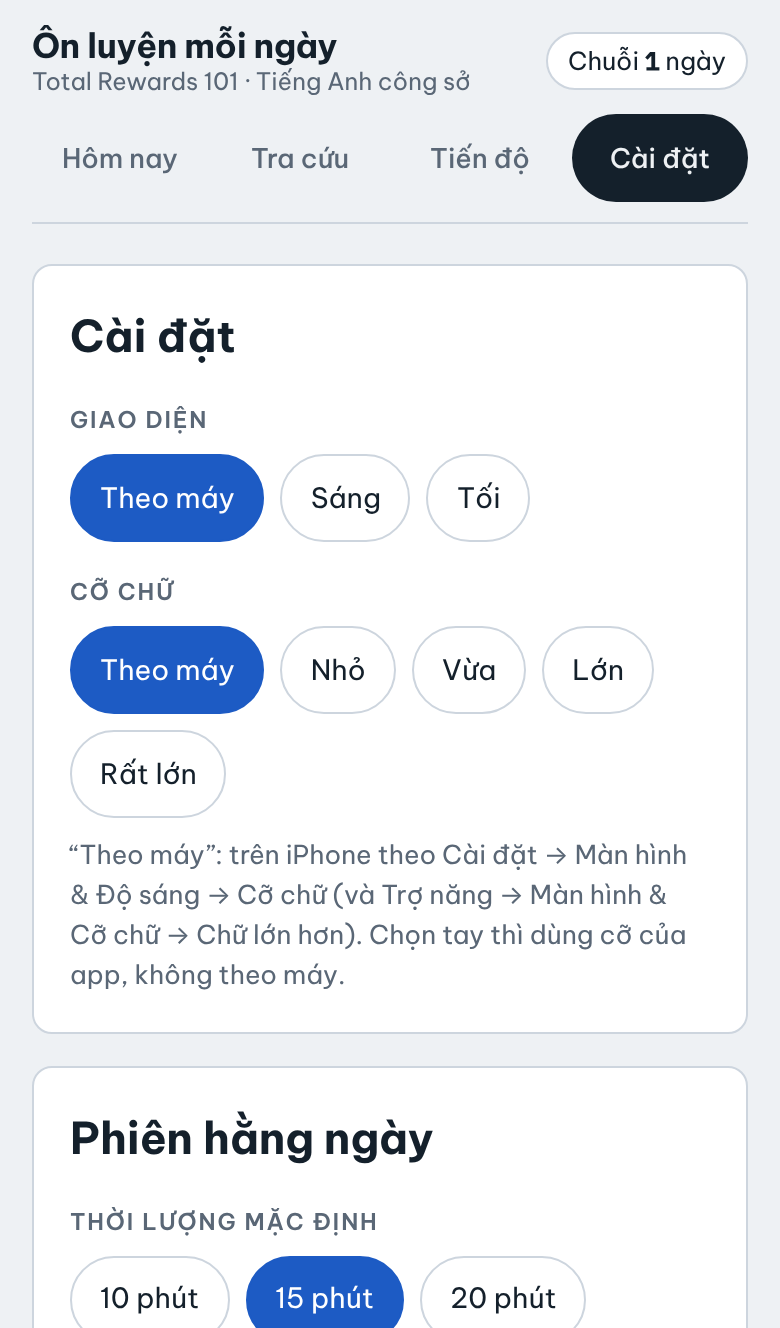 Ôn luyện mỗi ngày
Total Rewards 101 · Tiếng Anh công sở
Chuỗi 1 ngày
Hôm nay
Tra cứu
Tiến độ
Cài đặt
Cài đặt
GIAO DIỆN
Theo máy
Sáng
Tối
CỠ CHỮ
Theo máy
Nhỏ
Vừa
Lớn
Rất lớn
“Theo máy”: trên iPhone theo Cài đặt → Màn hình
& Độ sáng → Cỡ chữ (và Trợ năng → Màn hình &
Cỡ chữ → Chữ lớn hơn). Chọn tay thì dùng cỡ của
app, không theo máy.
Phiên hằng ngày
THỜI LƯỢNG MẶC ĐỊNH
10 phút
15 phút
20 phút